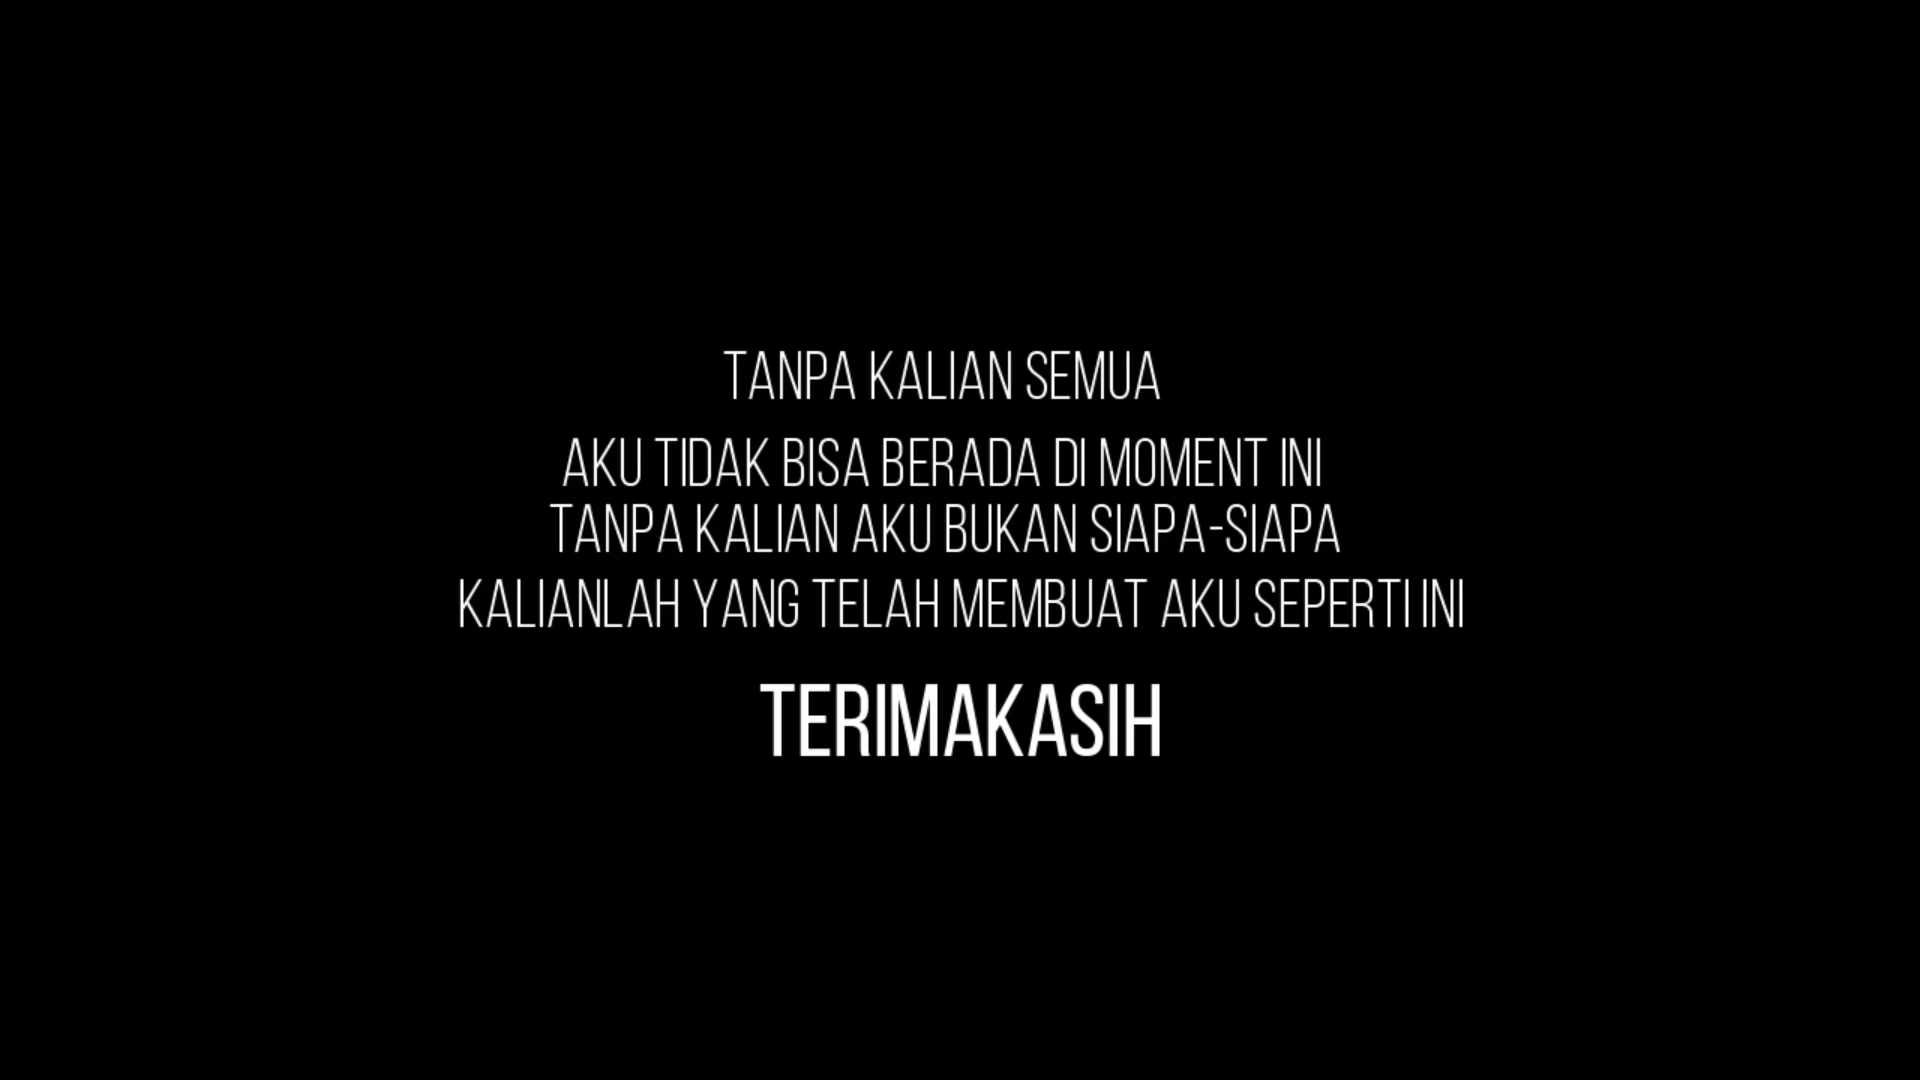 TANPA KALIAN SEMUA
AKU TIDAK BISA BERADA DI MOMENT INI
TANPA KALIAN AKU BUKAN SIAPA-SIAPA
KALIANLAH YANG TELAH MEMBUAT AKU SEPERTI INI
TERIMAKASIH